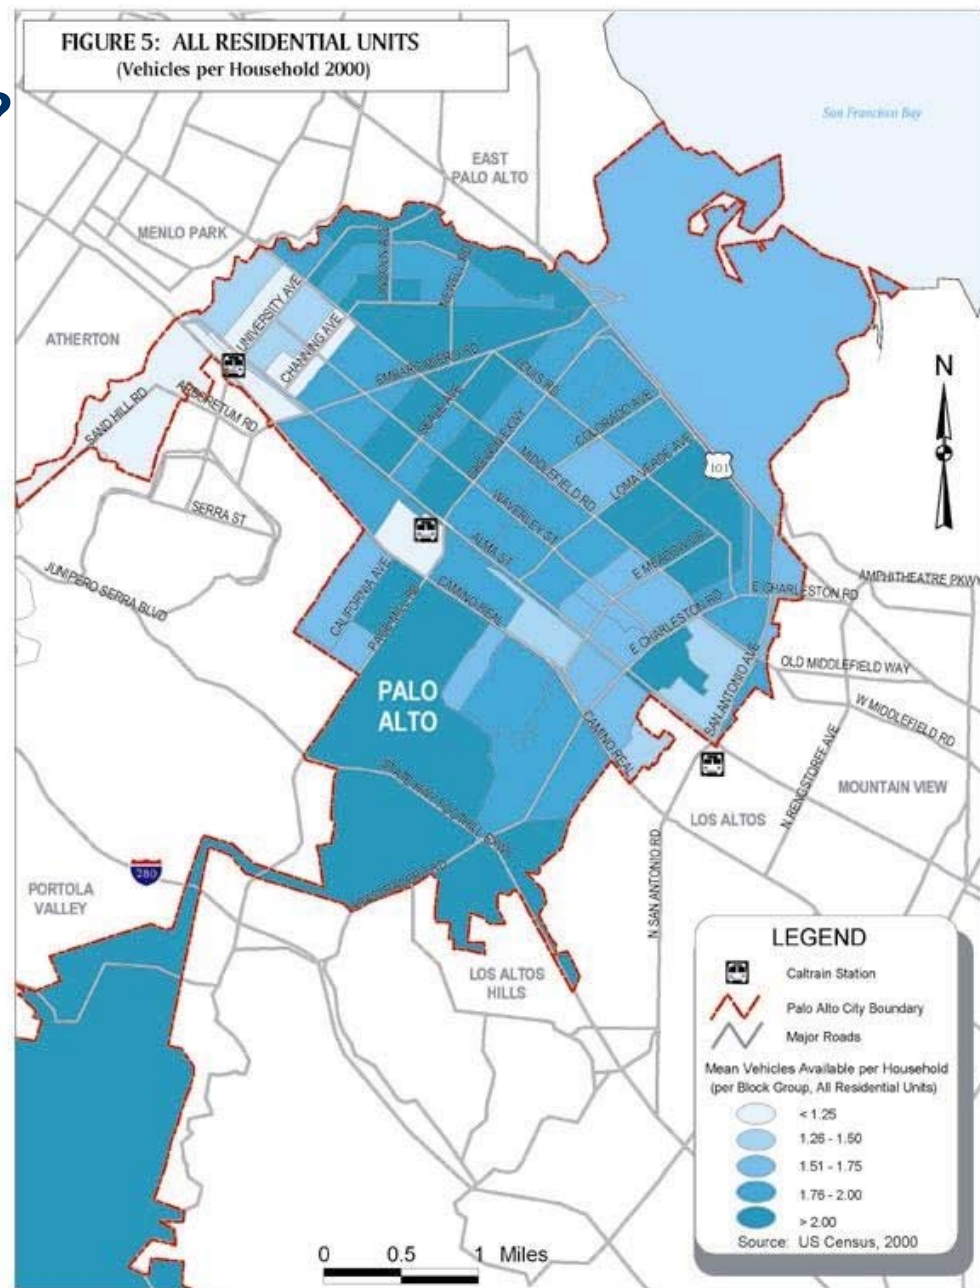 FIGURE 5: ALL RESIDENTIAL UNITS
(Vehicles per Household 2000)
San Francisco Bay
EAST
PALO ALTO
MENLO PARK
ATHERTON
UNIVERSITY AVE
CHANNING AVE
EMBARCADERO RD
SAND HILL RD
ARBORETUM RD
LOUIS RD
COLORADO AVE
MIDDLEFIELD RD
LOMA VERDE AVE
101
N
SERRA ST
WAVERLEY ST
ALMA ST
E MEADOW DR
JUNIPERO SERRA BLVD
CALIFORNIA AVE
CAMINO REAL
PAGE MILL RD
AMPHITHEATRE PKWY
E CHARLESTON RD
E CHARLESTON RD
OLD MIDDLEFIELD WAY
SAN ANTONIO AVE
W MIDDLEFIELD RD
PALO
ALTO
CAMINO REAL
N RENGSTORFF AVE
MOUNTAIN VIEW
LOS ALTOS
N SAN ANTONIO RD
280
PORTOLA
VALLEY
LOS ALTOS
HILLS
LEGEND
Caltrain Station
Palo Alto City Boundary
Major Roads
Mean Vehicles Available per Household
(per Block Group, All Residential Units)
< 1.25
1.26 - 1.50
1.51 - 1.75
1.76 - 2.00
> 2.00
Source: US Census, 2000
0 0.5 1 Miles